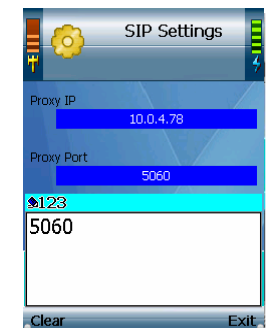 SIP Settings
Proxy IP
10.0.4.78
Proxy Port
5060
123
5060
Clear Exit